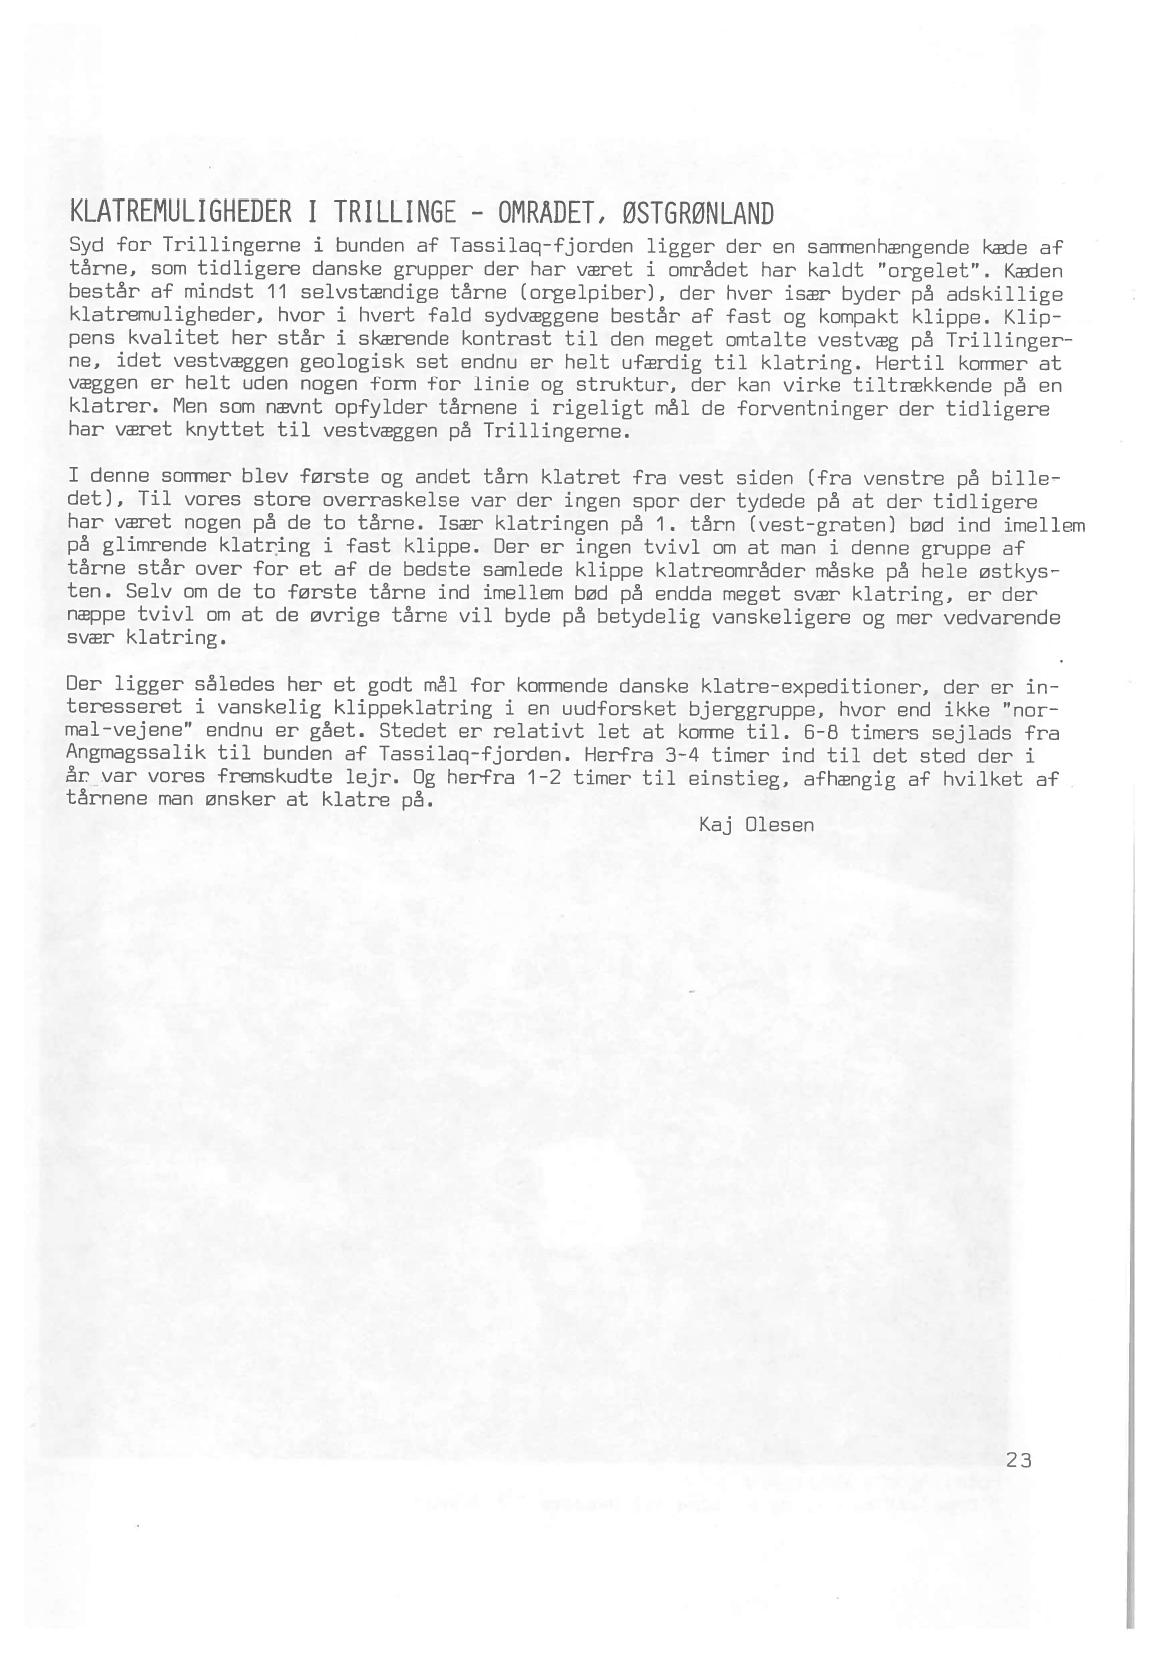 KLATREMULIGHEDER I TRILLINGE - OMRÅDET, ØSTGRØNLAND
Syd for Trillingerne i bunden af Tassilaq-fjorden ligger der en sammenhængende kæde af
tårne, som tidligere danske grupper der har været i området har kaldt "orgelet". Kæden
består af mindst 11 selvstændige tårne (orgelpiber), der hver især byder på adskillige
klatremuligheder, hvor i hvert fald sydvæggene består af fast og kompakt klippe. Klip-
pens kvalitet her står i skærende kontrast til den meget omtalte vestvæg på Trillinger-
ne, idet vestvæggen geologisk set endnu er helt ufærdig til klatring. Hertil kommer at
væggen er helt uden nogen form for linie og struktur, der kan virke tiltrækkende på en
klatrer. Men som nævnt opfylder tårnene i rigeligt mål de forventninger der tidligere
har været knyttet til vestvæggen på Trillingerne.
I denne sommer blev første og andet tårn klatret fra vest siden (fra venstre på bille-
det), Til vores store overraskelse var der ingen spor der tydede på at der tidligere
har været nogen på de to tårne. Især klatringen på 1. tårn (vest-graten) bød ind imellem
på glimrende klatring i fast klippe. Der er ingen tvivl om at man i denne gruppe af
tårne står over for et af de bedste samlede klippe klatreområder måske på hele østkys-
ten. Selv om de to første tårne ind imellem bød på endda meget svær klatring, er der
næppe tvivl om at de øvrige tårne vil byde på betydelig vanskeligere og mer vedvarende
svær klatring.
Der ligger således her et godt mål for kommende danske klatre-expeditioner, der er in-
teresseret i vanskelig klippeklatring i en uudforsket bjerggruppe, hvor end ikke "nor-
mal-vejene" endnu er gået. Stedet er relativt let at komme til. 6-8 timers sejlads fra
Angmagssalik til bunden af Tassilaq-fjorden. Herfra 3-4 timer ind til det sted der i
år var vores fremskudte lejr. Og herfra 1-2 timer til einstieg, afhængig af hvilket af
tårnene man ønsker at klatre på.
Kaj Olesen
23